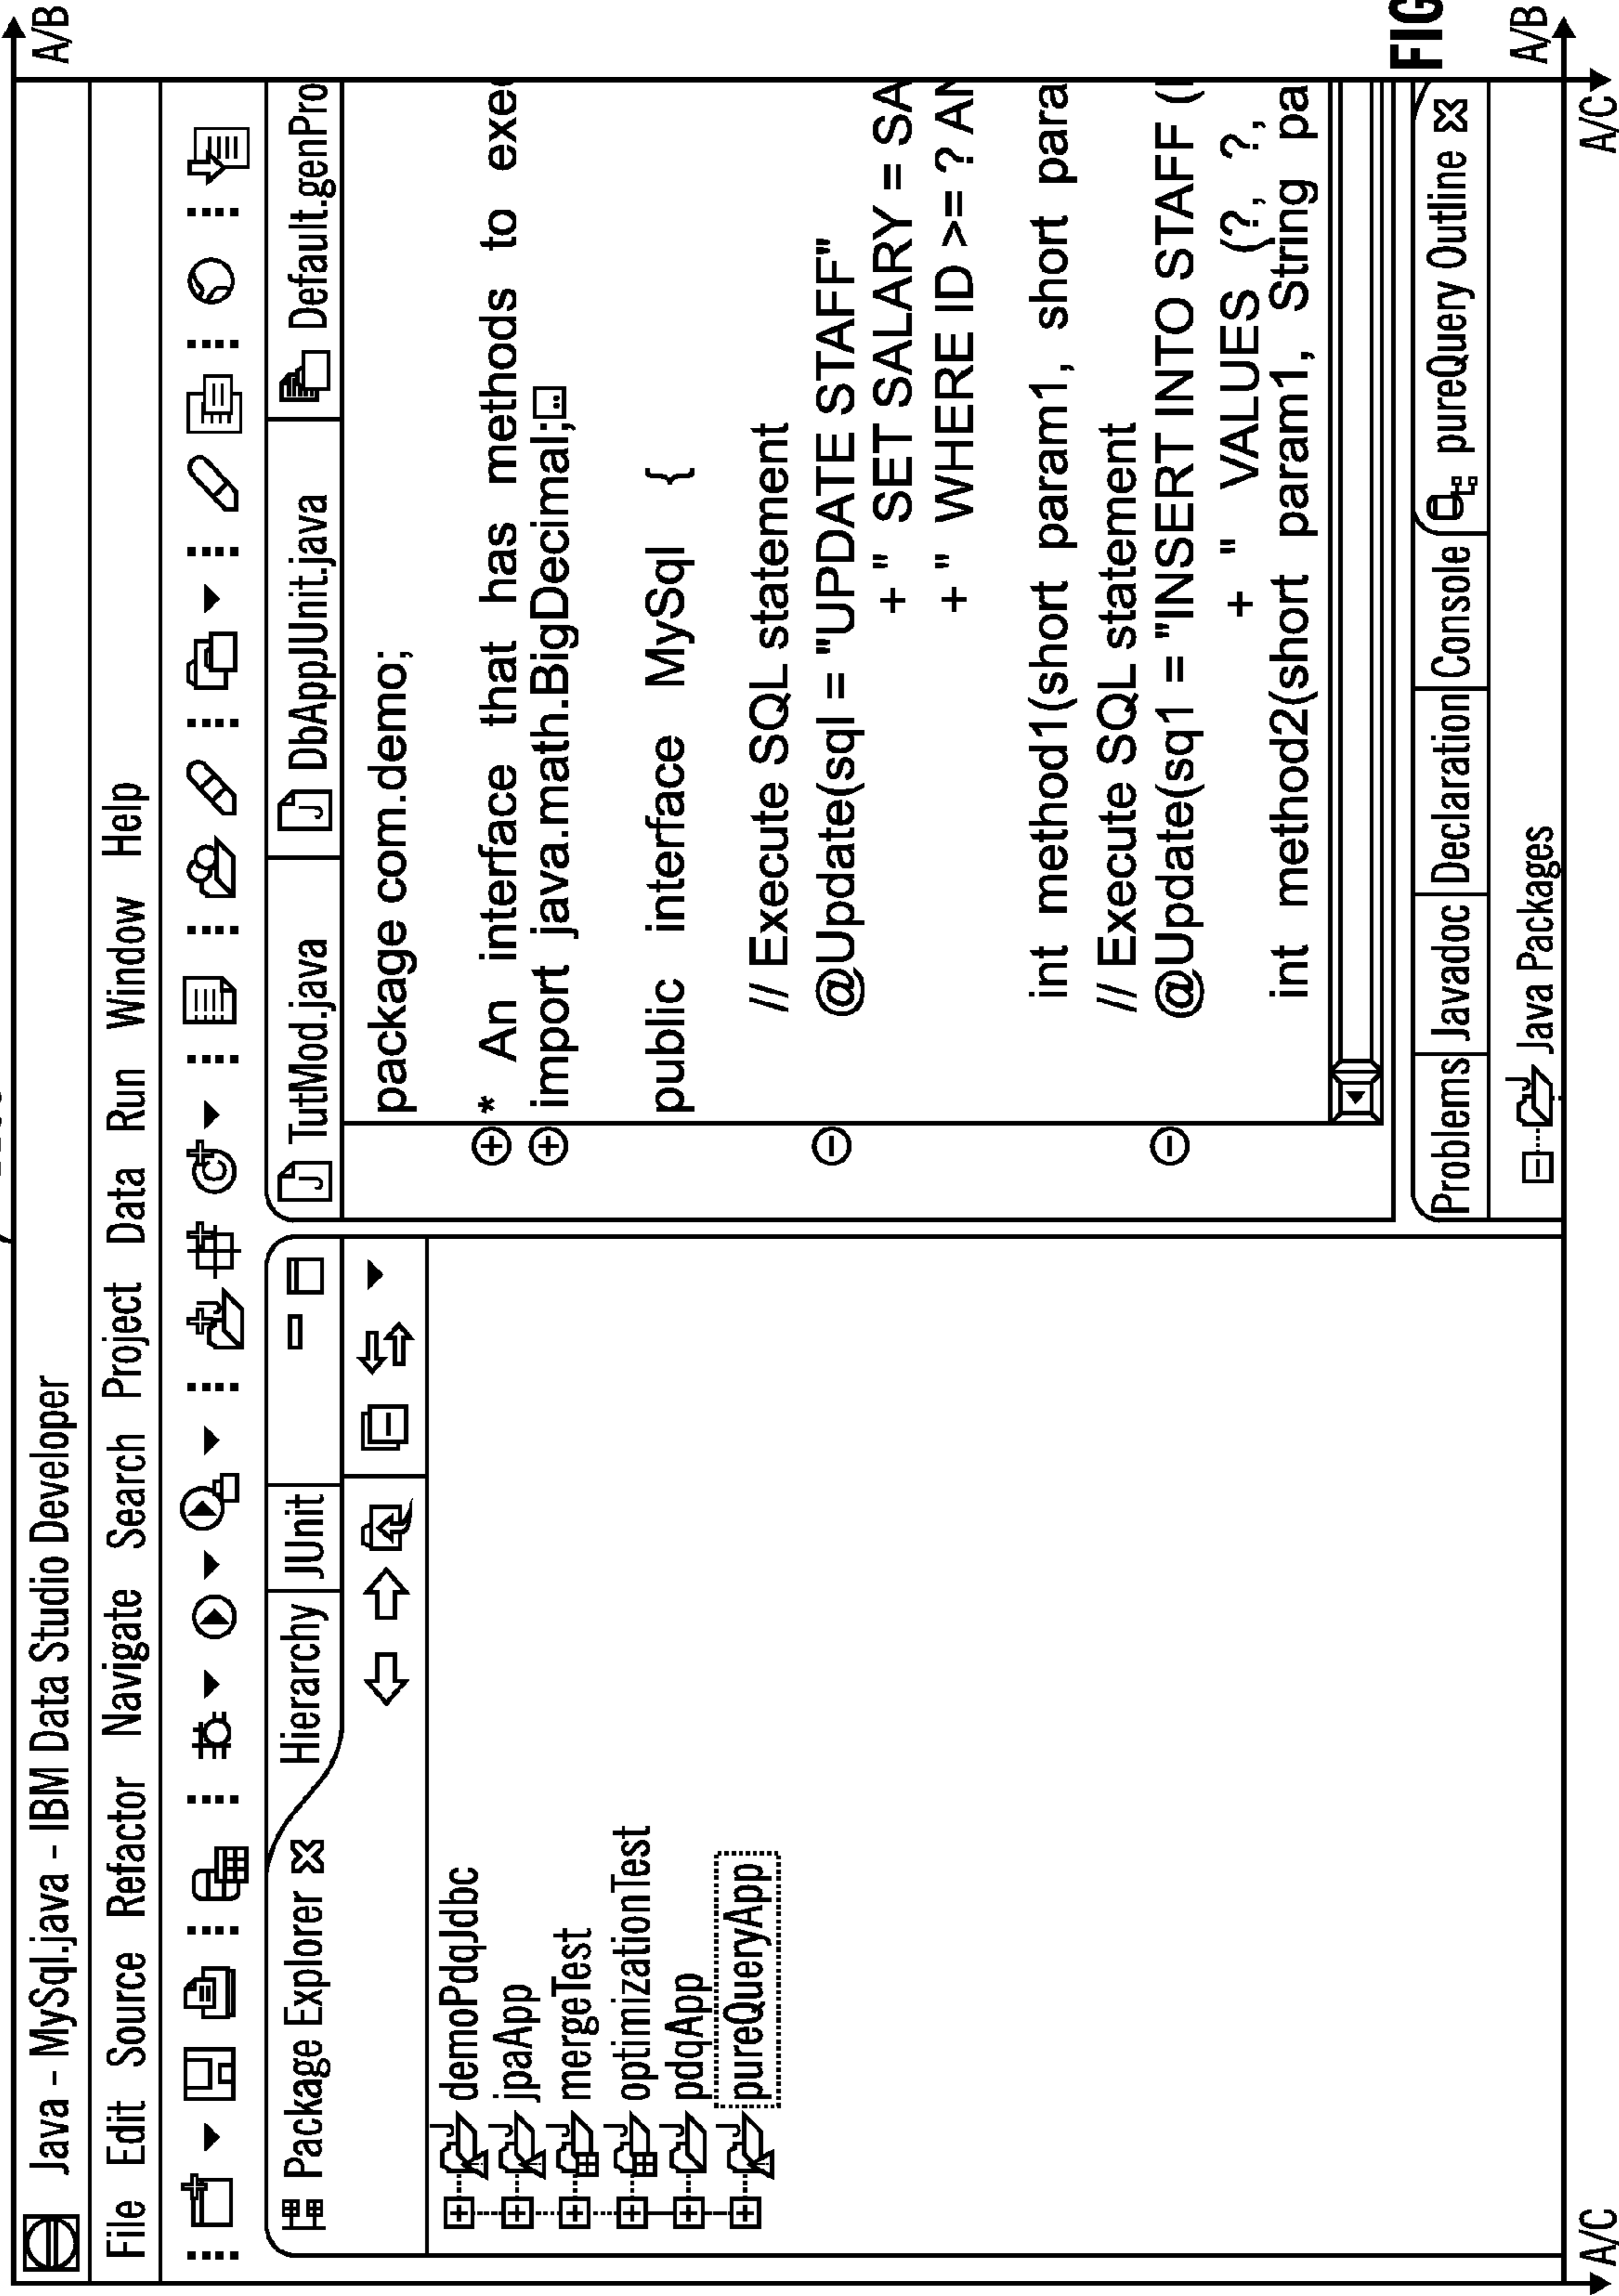 A/B
Java - MySql.java - IBM Data Studio Developer
File Edit Source Refactor Navigate Search Project Data Run Window Help
Package Explorer Hierarchy JUnit
demoPdqJdbc
jpaApp
mergeTest
optimizationTest
pdqApp
pureQueryApp
TutMod.java DbAppJUnit.java Default.genPro
package com.demo;
* An interface that has methods to exe
import java.math.BigDecimal;
public interface MySql {
// Execute SQL statement
@Update(sql = "UPDATE STAFF"
+ " SET SALARY = SA
+ " WHERE ID >= ? AN
int method1(short param1, short para
// Execute SQL statement
@Update(sq1 = "INSERT INTO STAFF (
+ " VALUES (?, ?, ?,
int method2(short param1, String pa
Problems Javadoc Declaration Console pureQuery Outline
Java Packages
FIG
A/B
A/C
A/C